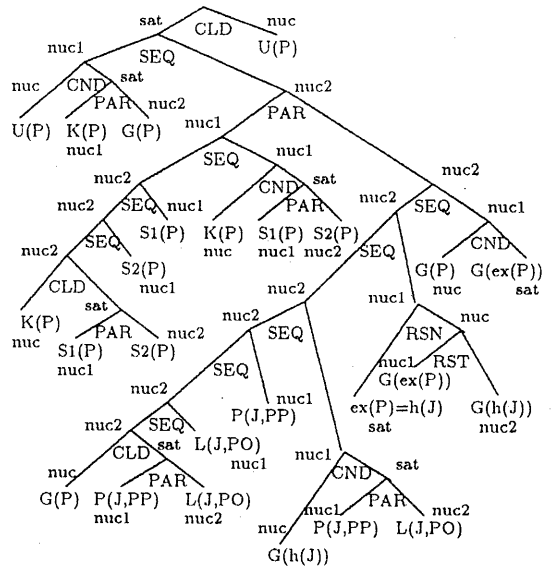 sat CLD nuc
U(P)
nuc1 SEQ
nuc CND sat
PAR nuc2 nuc2
U(P) K(P) G(P) nuc1 PAR
nuc1
SEQ nuc1 nuc2
nuc2 CND sat nuc2 SEQ nuc1
nuc2 SEQ nuc1 PAR
S1(P) K(P) S1(P) S2(P) CND
nuc2 SEQ nuc nuc1 nuc2 SEQ G(P) G(ex(P))
S2(P) nuc sat
CLD nuc1 nuc2
sat nuc1 nuc
K(P) PAR nuc2 nuc2 SEQ RSN
nuc S1(P) S2(P) nuc1 RST
nuc1 SEQ G(ex(P))
nuc2 P(J,PP) ex(P)=h(J) G(h(J))
nuc2 SEQ nuc1 sat nuc2
CLD sat L(J,PO)
nuc nuc1 nuc1 CND sat
PAR
G(P) P(J,PP) L(J,PO) PAR
nuc1 nuc2 nuc1 nuc2
nuc P(J,PP) L(J,PO)
G(h(J))